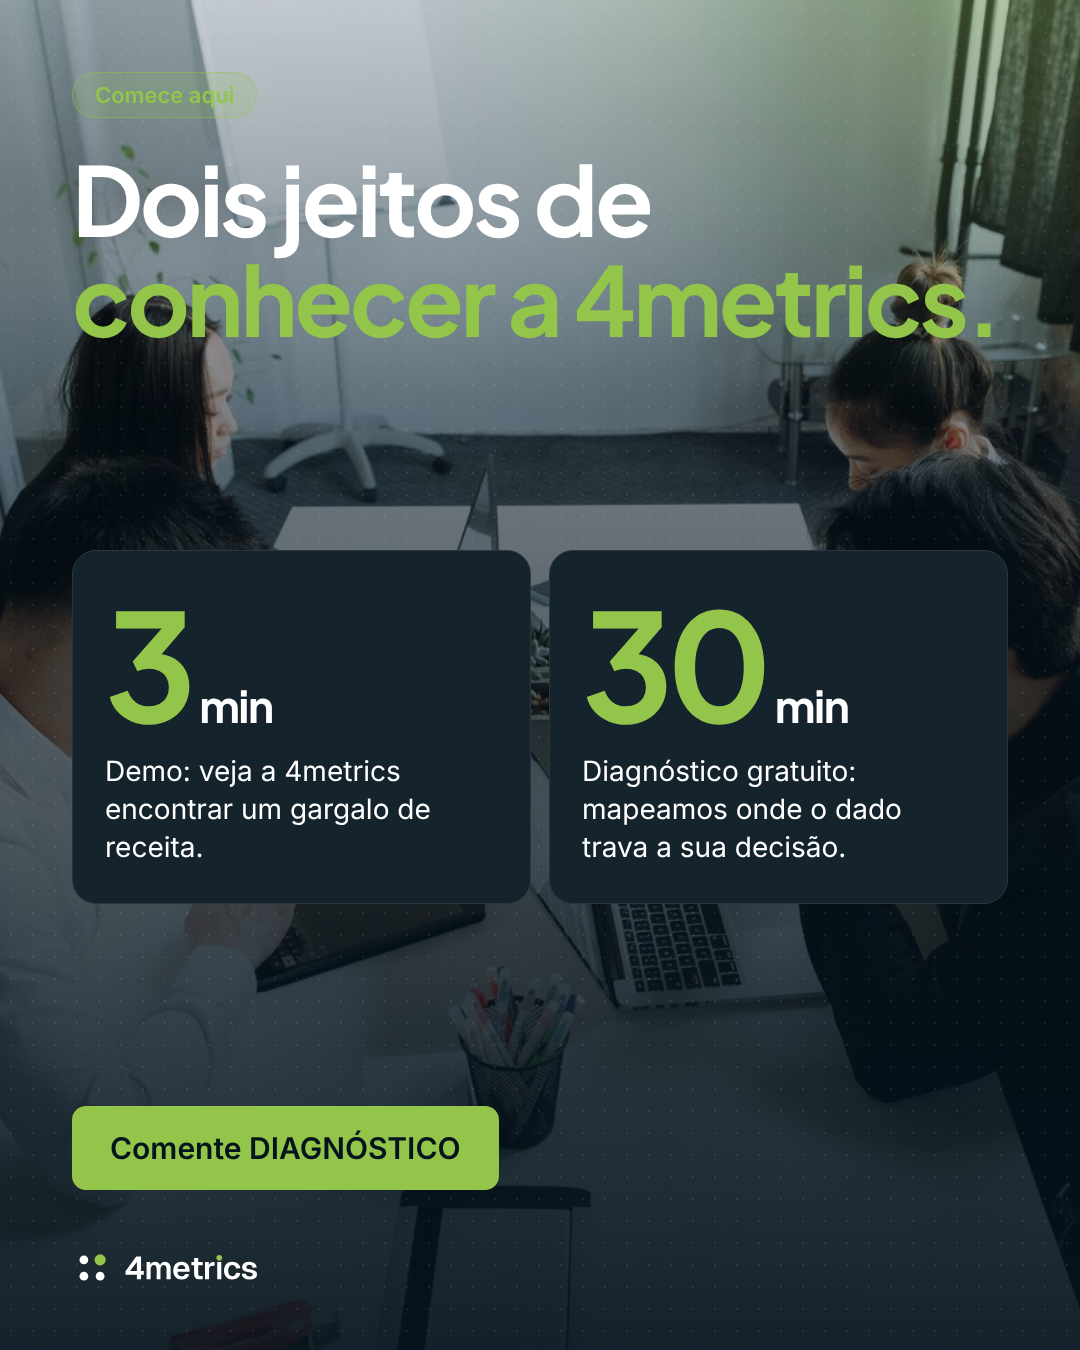 Comece aqui
Dois jeitos de
conhecer a 4metrics.
3 min
Demo: veja a 4metrics
encontrar um gargalo de
receita.
30 min
Diagnóstico gratuito:
mapeamos onde o dado
trava a sua decisão.
Comente DIAGNÓSTICO
4metrics